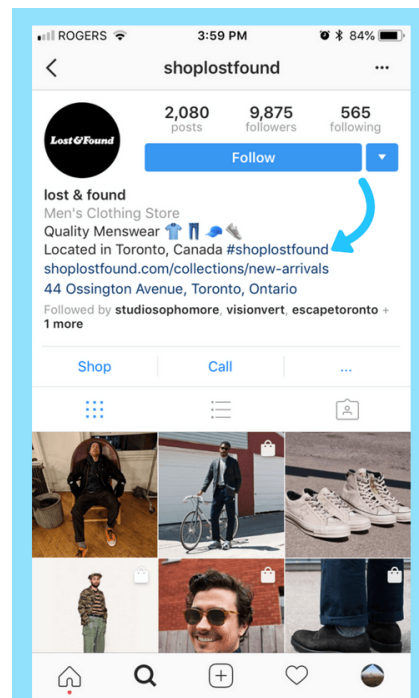 ROGERS 3:59 PM 84%
shoplostfound ...
Lost & Found
2,080 9,875 565
posts followers following
Follow
lost & found
Men's Clothing Store
Quality Menswear 👕👖🧢👟
Located in Toronto, Canada #shoplostfound
shoplostfound.com/collections/new-arrivals
44 Ossington Avenue, Toronto, Ontario
Followed by studiosophomore, visionvert, escapetoronto +
1 more
Shop Call ...